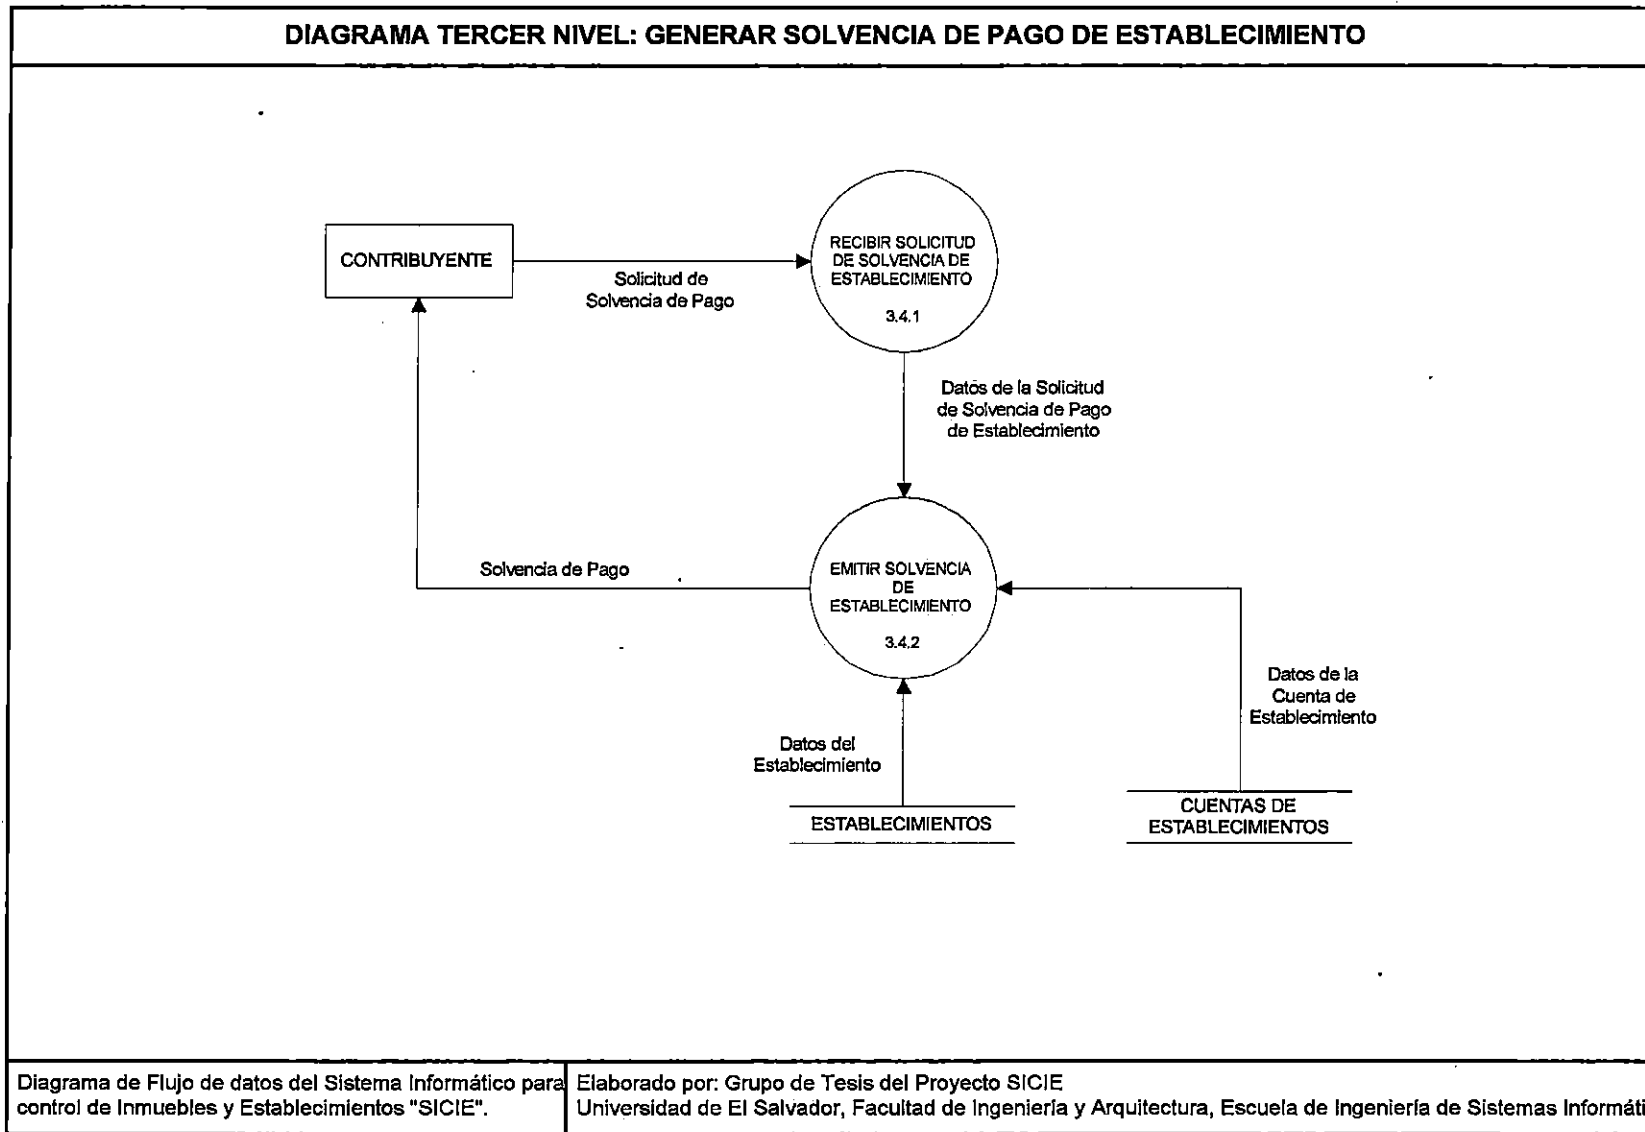 DIAGRAMA TERCER NIVEL: GENERAR SOLVENCIA DE PAGO DE ESTABLECIMIENTO
CONTRIBUYENTE
Solicitud de
Solvencia de Pago
RECIBIR SOLICITUD
DE SOLVENCIA DE
ESTABLECIMIENTO
3.4.1
Datos de la Solicitud
de Solvencia de Pago
de Establecimiento
Solvencia de Pago
EMITIR SOLVENCIA
DE
ESTABLECIMIENTO
3.4.2
Datos de la
Cuenta de
Establecimiento
Datos del
Establecimiento
ESTABLECIMIENTOS
CUENTAS DE
ESTABLECIMIENTOS
Diagrama de Flujo de datos del Sistema Informático para
control de Inmuebles y Establecimientos "SICIE".
Elaborado por: Grupo de Tesis del Proyecto SICIE
Universidad de El Salvador, Facultad de Ingeniería y Arquitectura, Escuela de Ingeniería de Sistemas Informáti